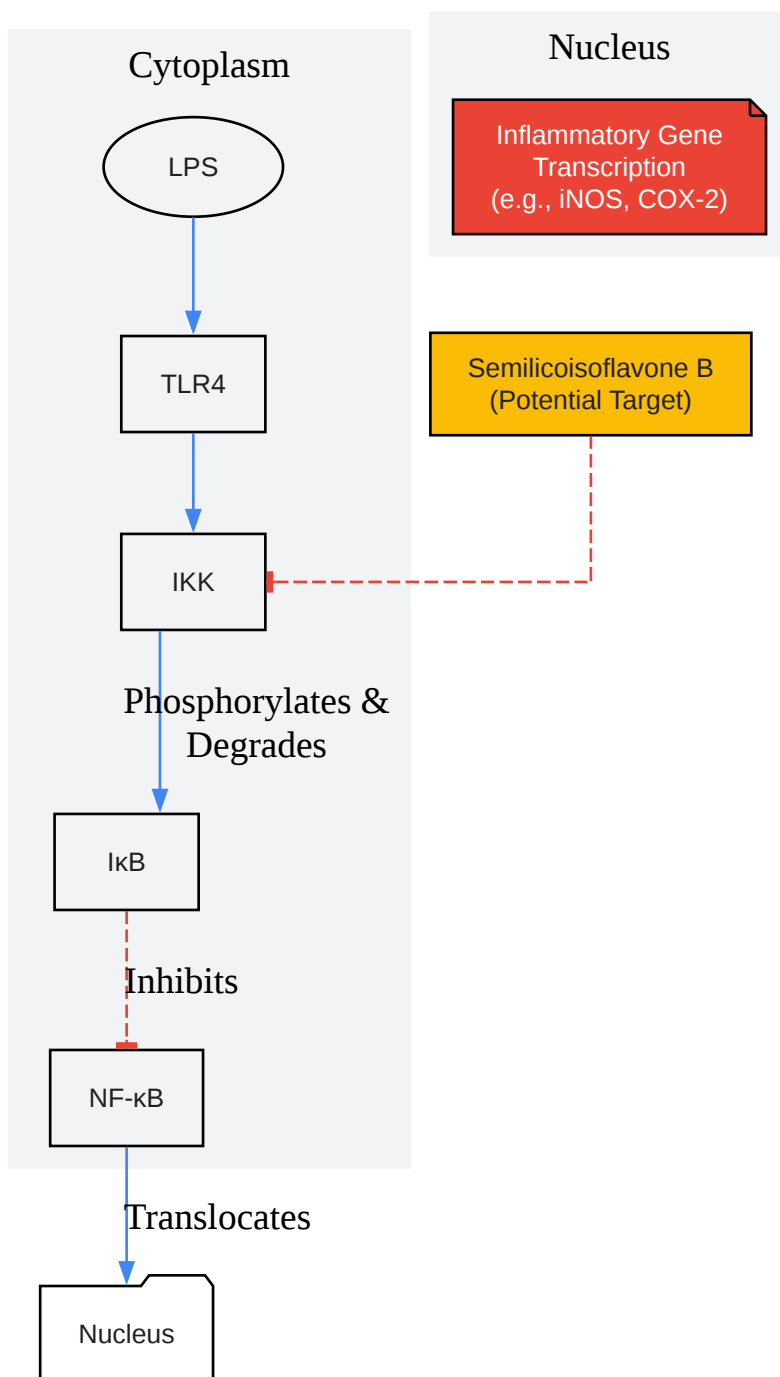 Cytoplasm
LPS
TLR4
IKK
Phosphorylates &
Degrades
IκB
Inhibits
NF-κB
Translocates
Nucleus
Nucleus
Inflammatory Gene
Transcription
(e.g., iNOS, COX-2)
Semilicoisoflavone B
(Potential Target)